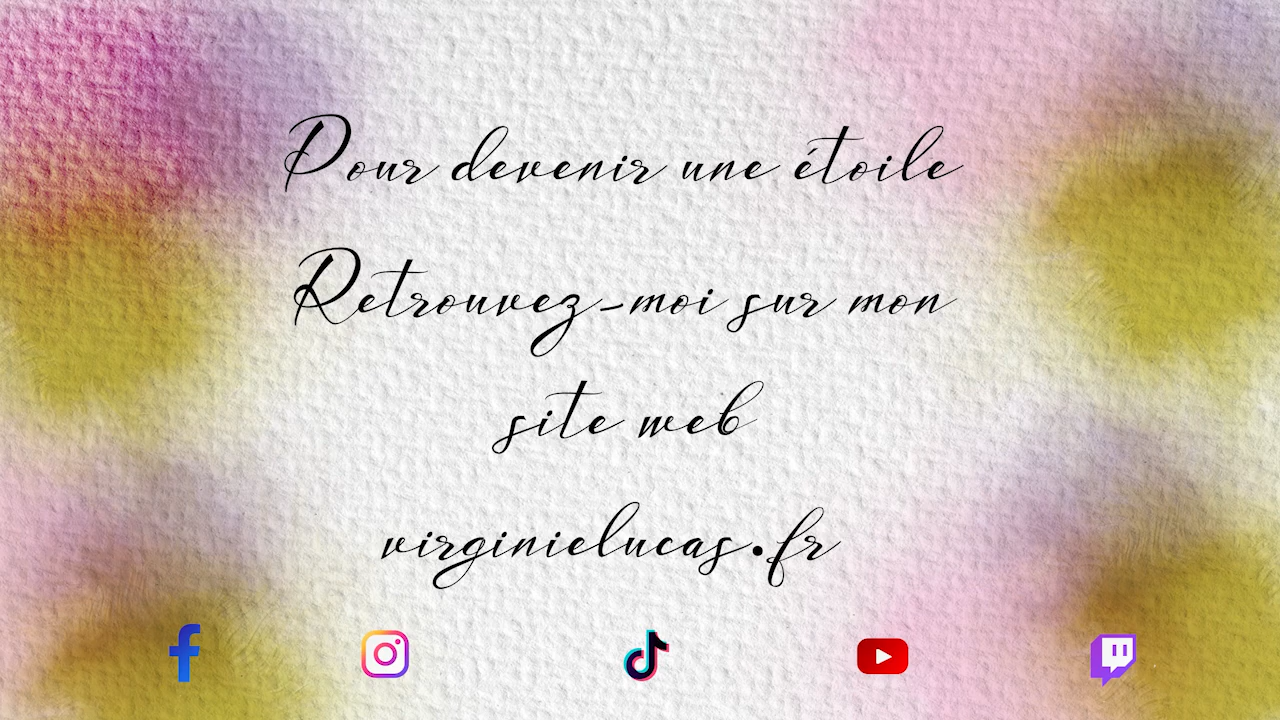 Pour devenir une étoile
Retrouvez-moi sur mon
site web
virginielucas.fr